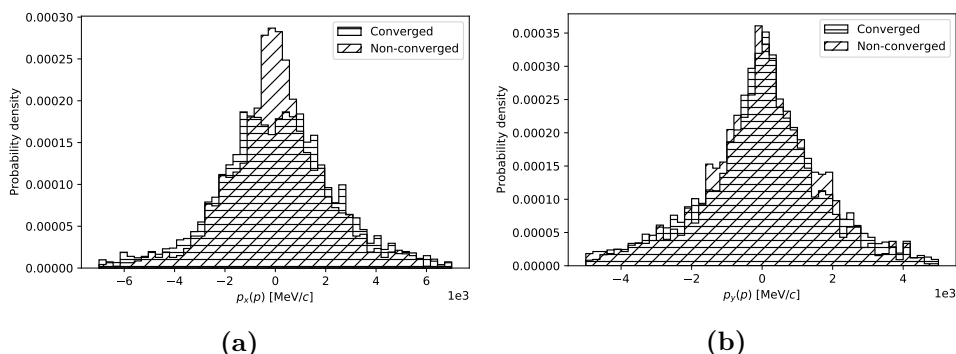 0.00030
0.00025
0.00020
0.00015
0.00010
0.00005
0.00000
Probability density
Converged
Non-converged
−6 −4 −2 0 2 4 6
1e3
p_x(p) [MeV/c]
(a)
0.00035
0.00030
0.00025
0.00020
0.00015
0.00010
0.00005
0.00000
Probability density
Converged
Non-converged
−4 −2 0 2 4
1e3
p_y(p) [MeV/c]
(b)